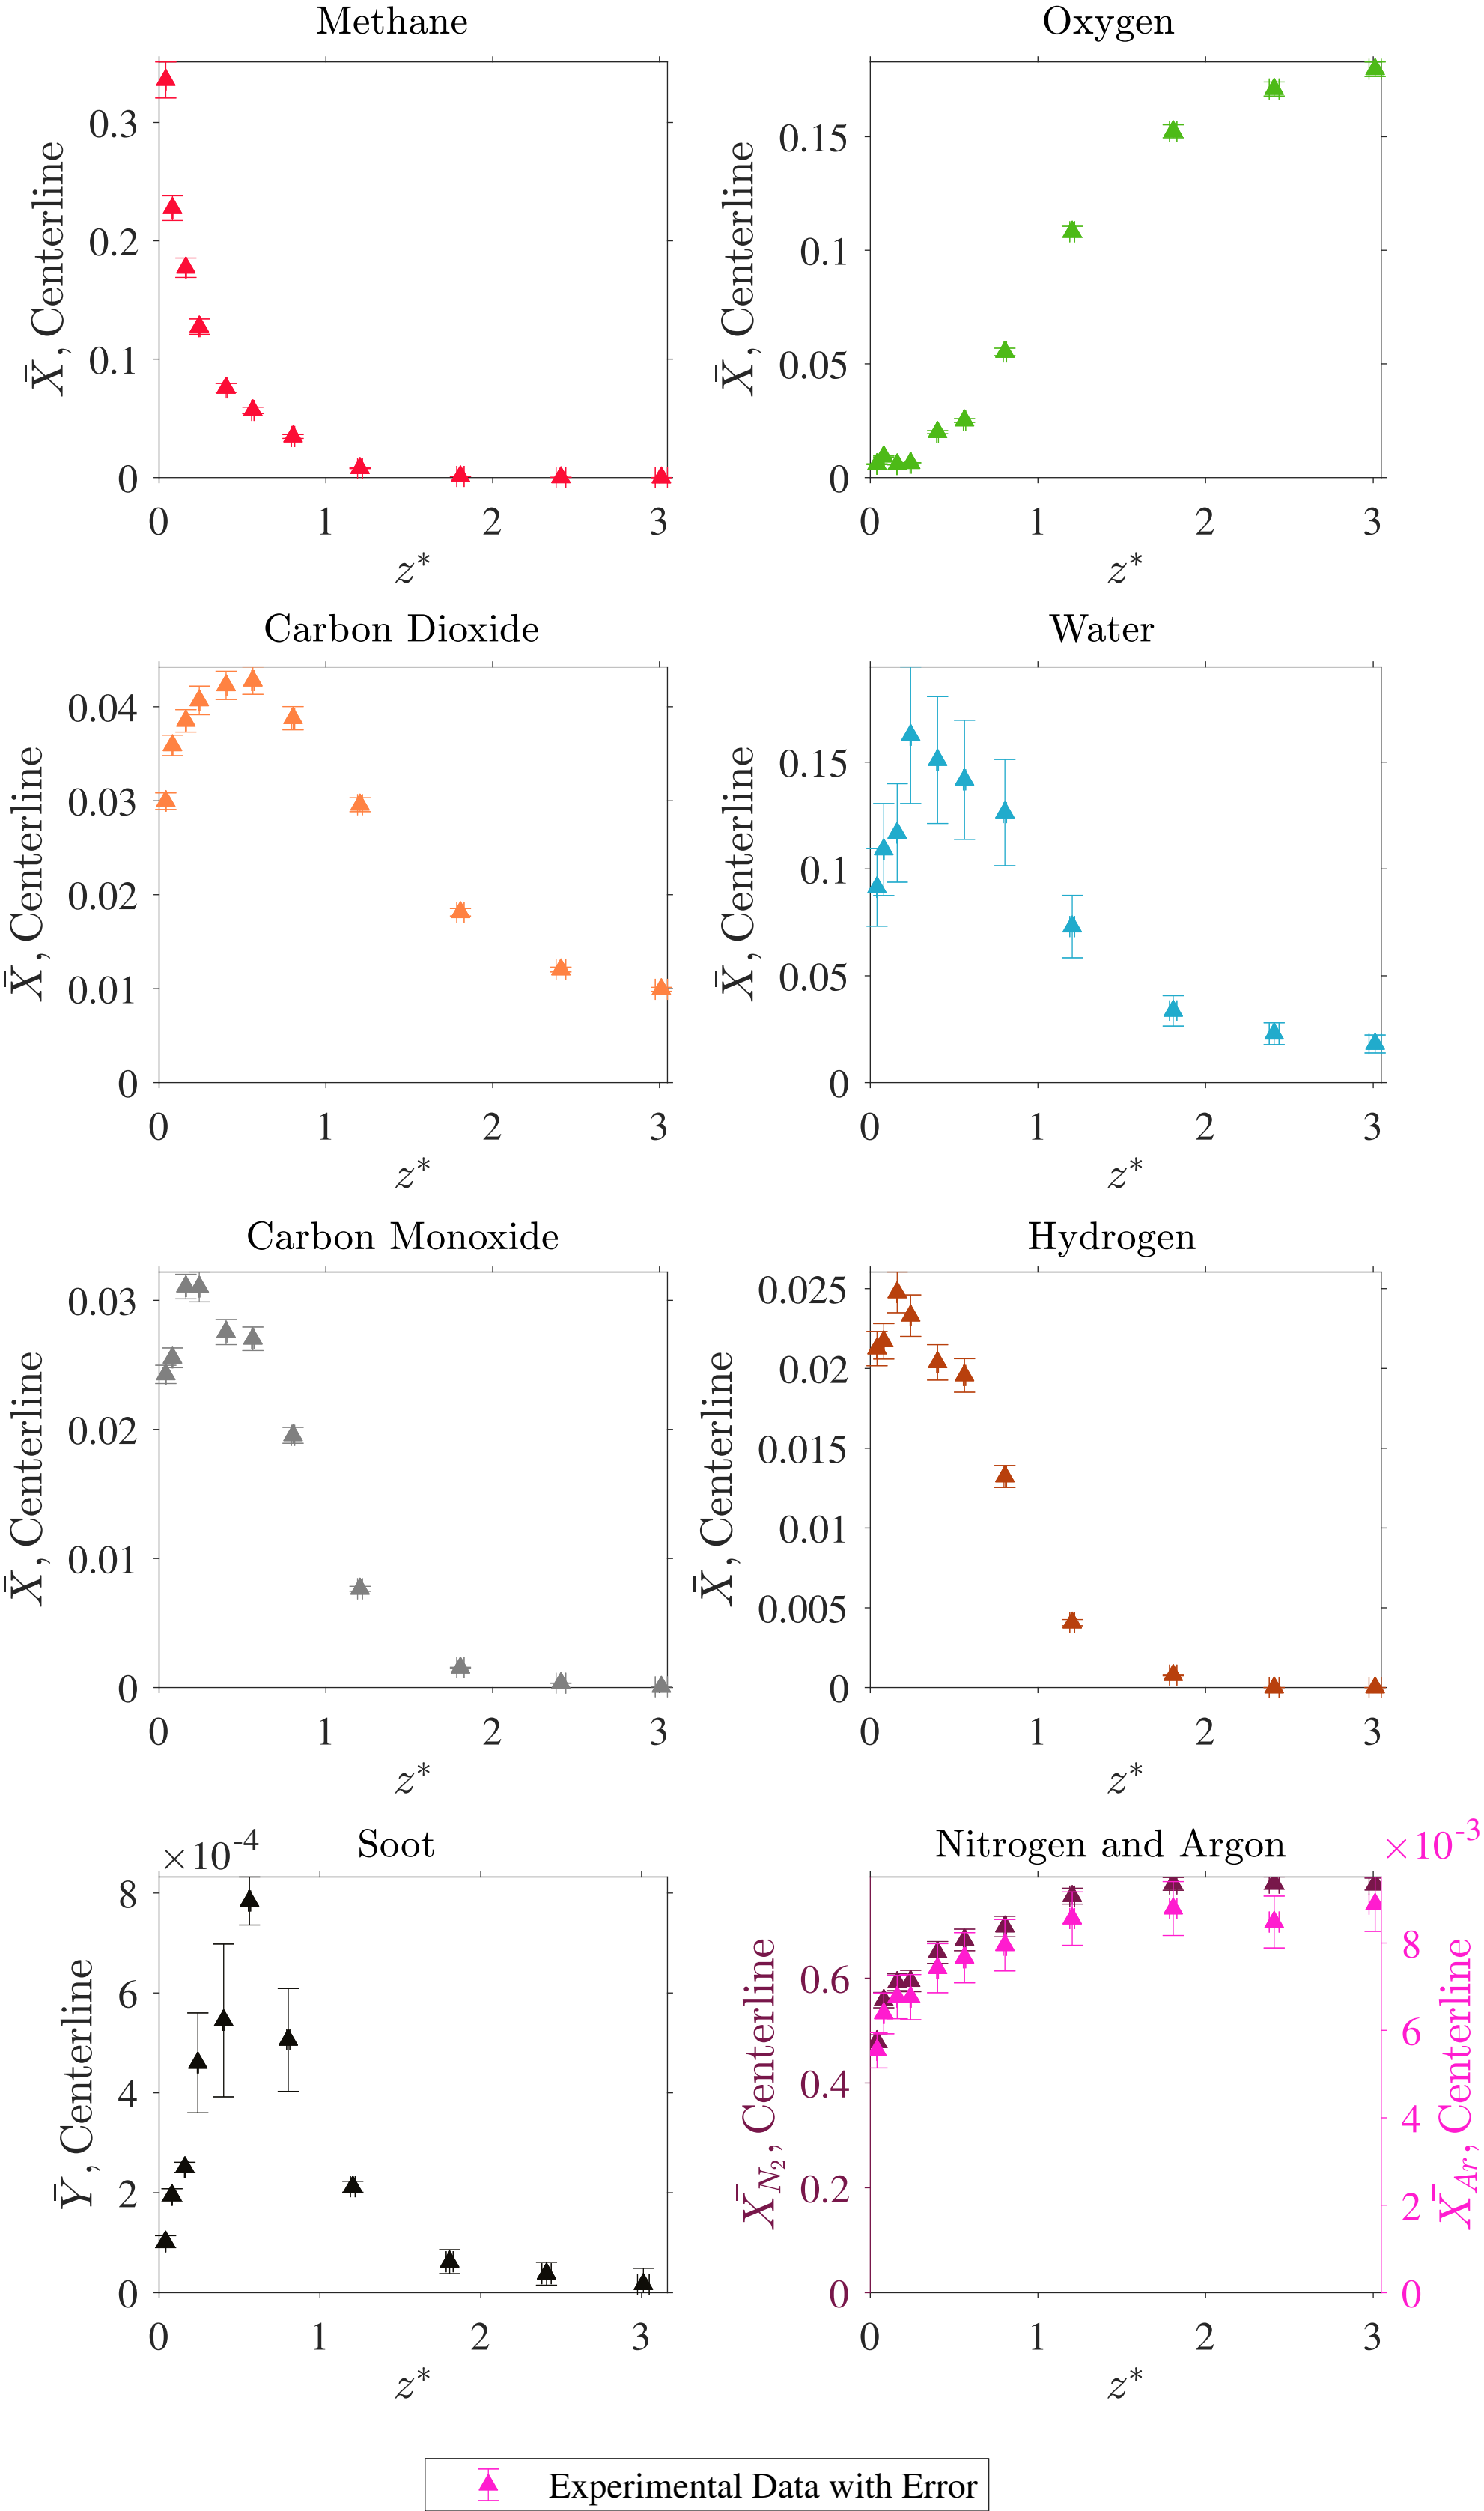 Methane
0.3
0.2
0.1
0
0 1 2 3
X̄, Centerline
z*
Oxygen
0.15
0.1
0.05
0
0 1 2 3
X̄, Centerline
z*
Carbon Dioxide
0.04
0.03
0.02
0.01
0
0 1 2 3
X̄, Centerline
z*
Water
0.15
0.1
0.05
0
0 1 2 3
X̄, Centerline
z*
Carbon Monoxide
0.03
0.02
0.01
0
0 1 2 3
X̄, Centerline
z*
Hydrogen
0.025
0.02
0.015
0.01
0.005
0
0 1 2 3
X̄, Centerline
z*
×10⁻⁴
Soot
8
6
4
2
0
0 1 2 3
Ȳ, Centerline
z*
Nitrogen and Argon
×10⁻³
0.6
0.4
0.2
0
8
6
4
2
0
0 1 2 3
X̄_N₂, Centerline
X̄_Ar, Centerline
z*
Experimental Data with Error